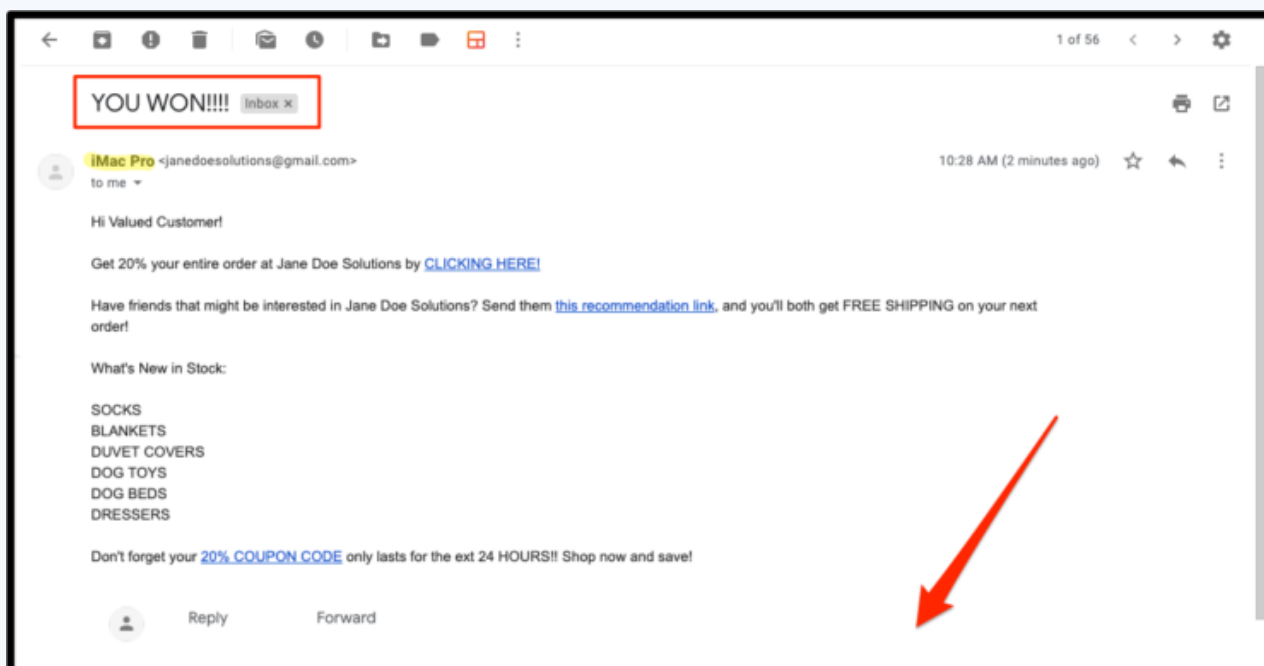 1 of 56
YOU WON!!!! Inbox x
iMac Pro <janedoesolutions@gmail.com>
10:28 AM (2 minutes ago)
to me
Hi Valued Customer!
Get 20% your entire order at Jane Doe Solutions by CLICKING HERE!
Have friends that might be interested in Jane Doe Solutions? Send them this recommendation link, and you'll both get FREE SHIPPING on your next
order!
What's New in Stock:
SOCKS
BLANKETS
DUVET COVERS
DOG TOYS
DOG BEDS
DRESSERS
Don't forget your 20% COUPON CODE only lasts for the ext 24 HOURS!! Shop now and save!
Reply Forward